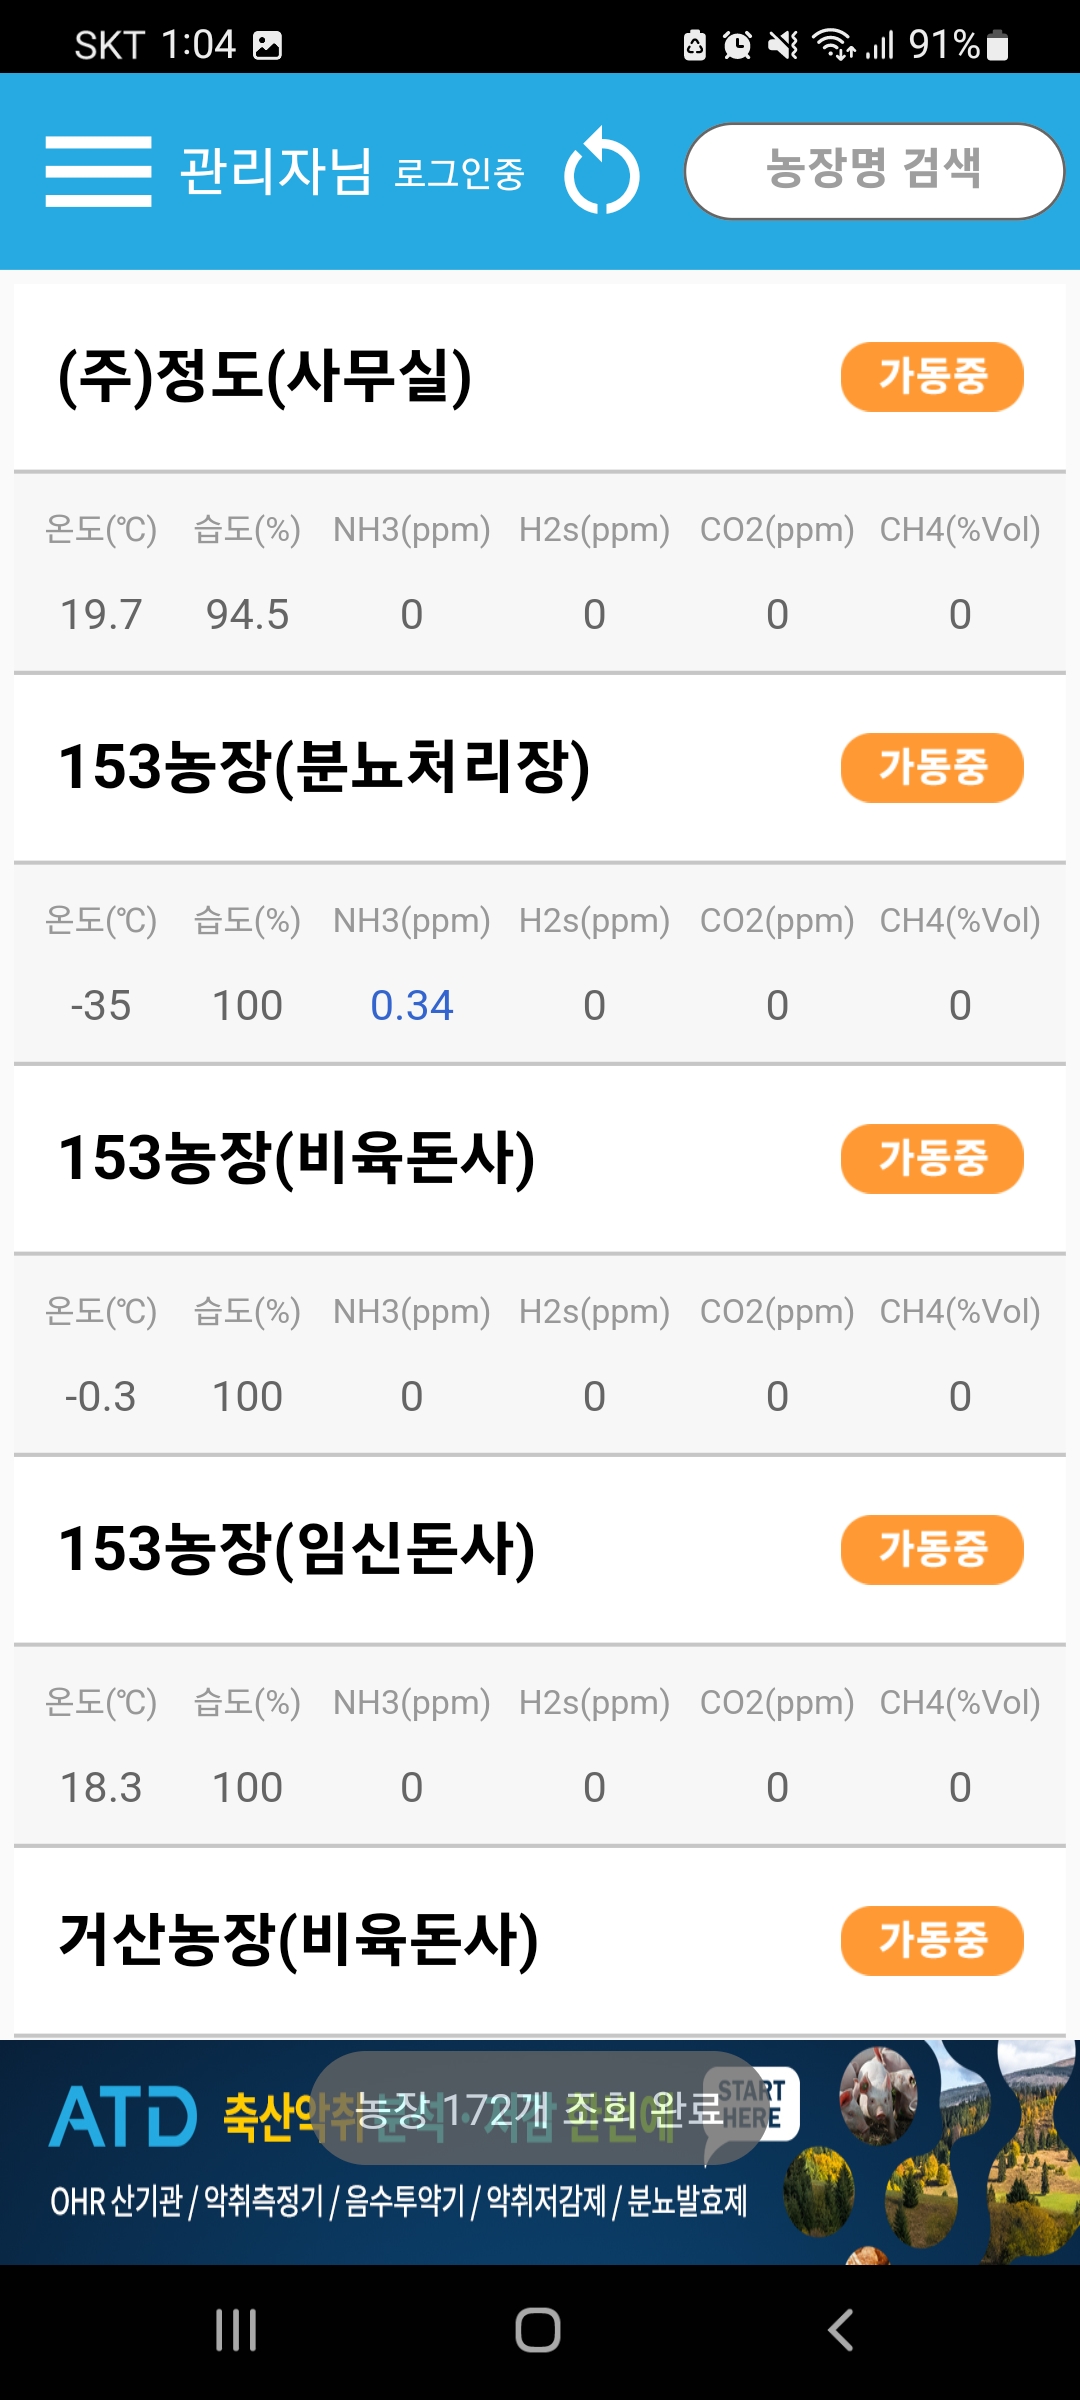 SKT 1:04 91%
관리자님 로그인중 농장명 검색
(주)정도(사무실) 가동중
온도(℃) 습도(%) NH3(ppm) H2s(ppm) CO2(ppm) CH4(%Vol)
19.7 94.5 0 0 0 0
153농장(분뇨처리장) 가동중
온도(℃) 습도(%) NH3(ppm) H2s(ppm) CO2(ppm) CH4(%Vol)
-35 100 0.34 0 0 0
153농장(비육돈사) 가동중
온도(℃) 습도(%) NH3(ppm) H2s(ppm) CO2(ppm) CH4(%Vol)
-0.3 100 0 0 0 0
153농장(임신돈사) 가동중
온도(℃) 습도(%) NH3(ppm) H2s(ppm) CO2(ppm) CH4(%Vol)
18.3 100 0 0 0 0
거산농장(비육돈사) 가동중
농장 172개 조회 완료
ATD 축산악취 START
HERE
OHR 산기관 / 악취측정기 / 음수투약기 / 악취저감제 / 분뇨발효제